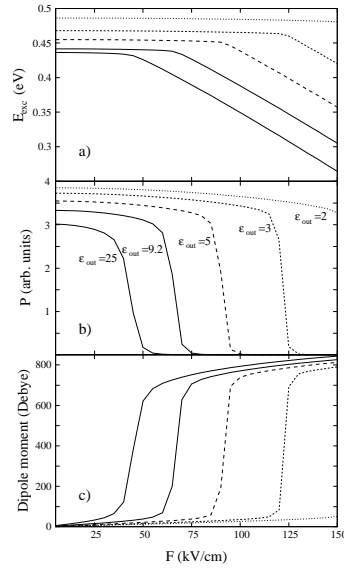 0.5
0.45
0.4
0.35
0.3
E_exc (eV)
a)
4
3
2
1
P (arb. units)
ε_out=25
ε_out=9.2
ε_out=5
ε_out=3
ε_out=2
b)
800
600
400
200
0
Dipole moment (Debye)
c)
25 50 75 100 125 150
F (kV/cm)